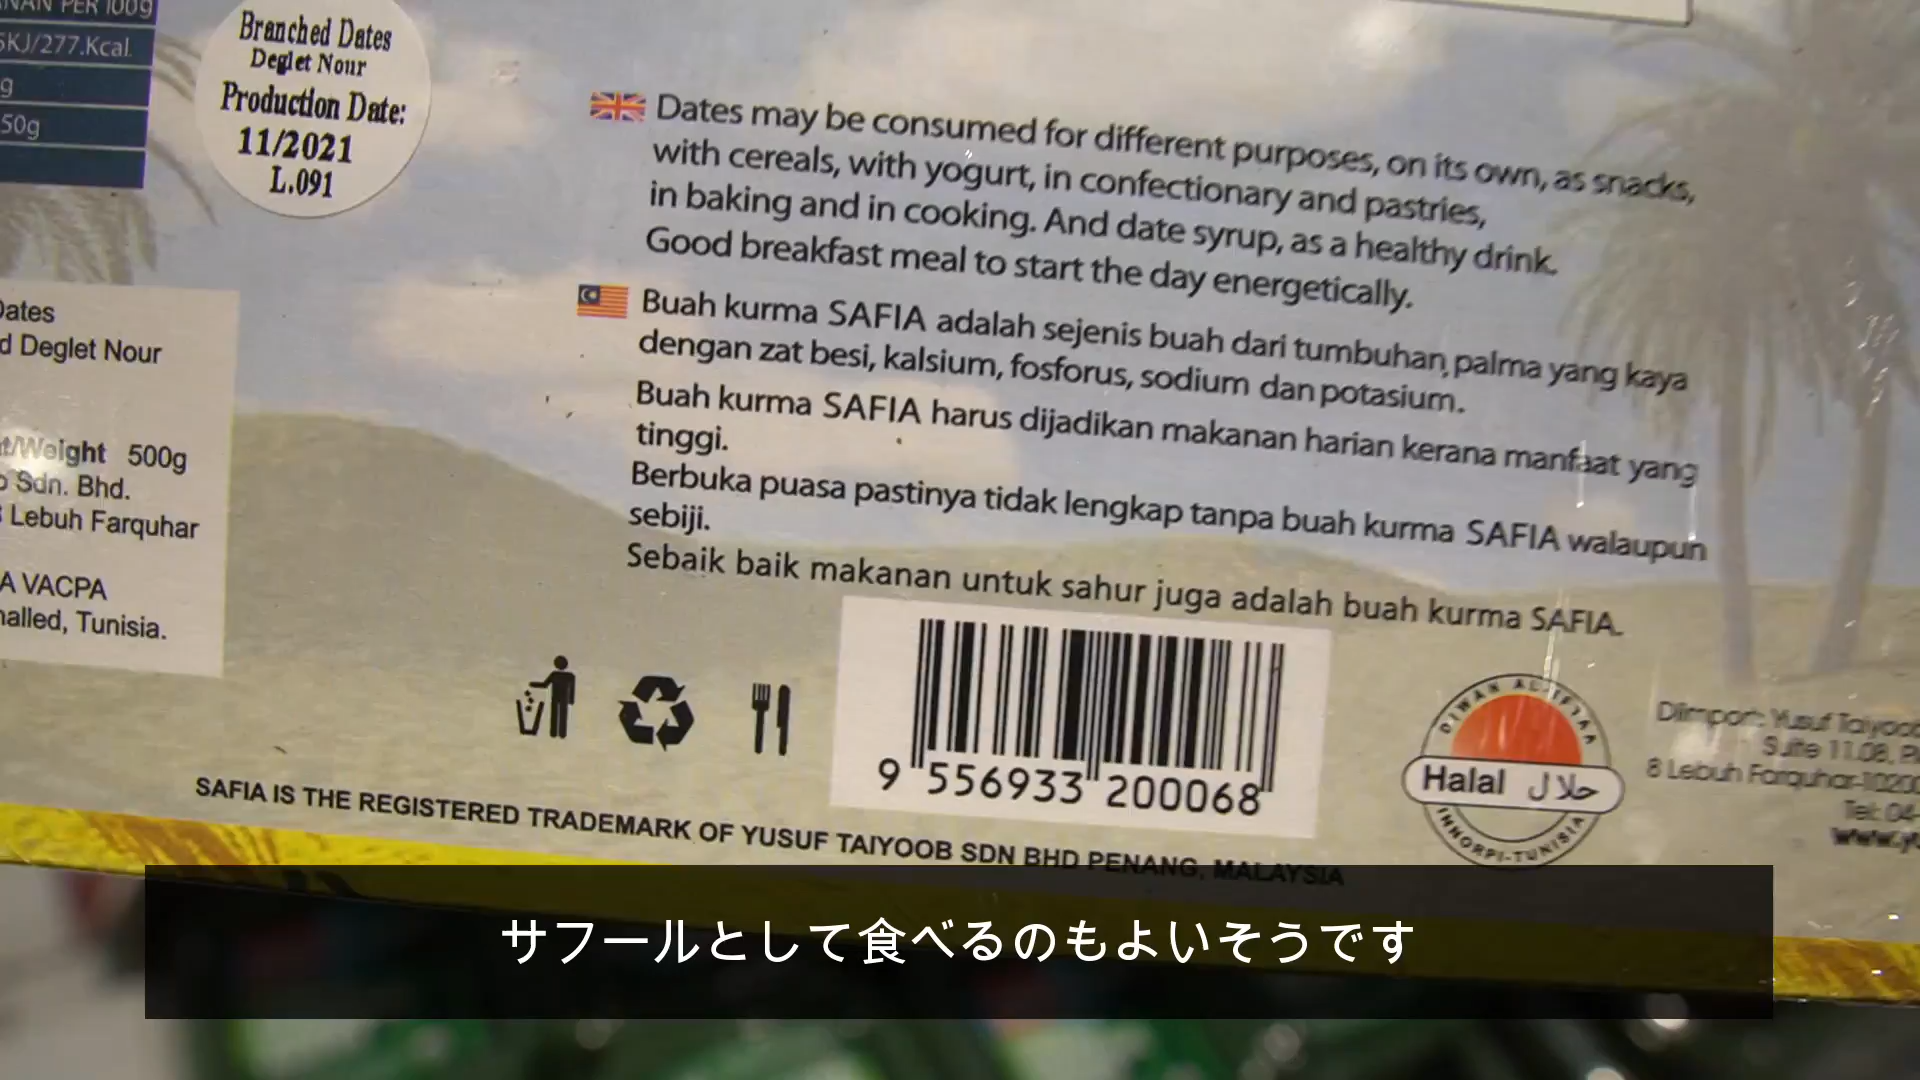 NAN PER 100g
KJ/277.Kcal.
g
50g
Branched Dates
Deglet Nour
Production Date:
11/2021
L.091
Dates may be consumed for different purposes, on its own, as snacks,
with cereals, with yogurt, in confectionary and pastries,
in baking and in cooking. And date syrup, as a healthy drink.
Good breakfast meal to start the day energetically.
Buah kurma SAFIA adalah sejenis buah dari tumbuhan palma yang kaya
dengan zat besi, kalsium, fosforus, sodium dan potasium.
Buah kurma SAFIA harus dijadikan makanan harian kerana manfaat yang
tinggi.
Berbuka puasa pastinya tidak lengkap tanpa buah kurma SAFIA walaupun
sebiji.
Sebaik baik makanan untuk sahur juga adalah buah kurma SAFIA.
Dates
d Deglet Nour
t/Weight 500g
Sdn. Bhd.
Lebuh Farquhar
A VACPA
halled, Tunisia.
9 556933 200068
DIWAN AL-IFTAA
Halal حلال
INNORPI-TUNISIA
Diimport: Yusuf Taiyoob
Suite 11.08,
8 Lebuh Farquhar-10200
Tel: 04-
SAFIA IS THE REGISTERED TRADEMARK OF YUSUF TAIYOOB SDN BHD PENANG, MALAYSIA
サフールとして食べるのもよいそうです